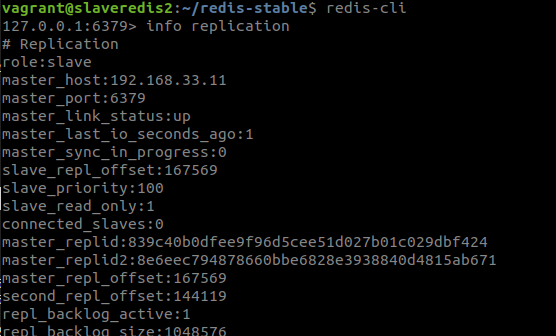 vagrant@slaveredis2:~/redis-stable$ redis-cli
127.0.0.1:6379> info replication
# Replication
role:slave
master_host:192.168.33.11
master_port:6379
master_link_status:up
master_last_io_seconds_ago:1
master_sync_in_progress:0
slave_repl_offset:167569
slave_priority:100
slave_read_only:1
connected_slaves:0
master_replid:839c40b0dfee9f96d5cee51d027b01c029dbf424
master_replid2:8e6eec794878660bbe6828e3938840d4815ab671
master_repl_offset:167569
second_repl_offset:144119
repl_backlog_active:1
repl_backlog_size:1048576